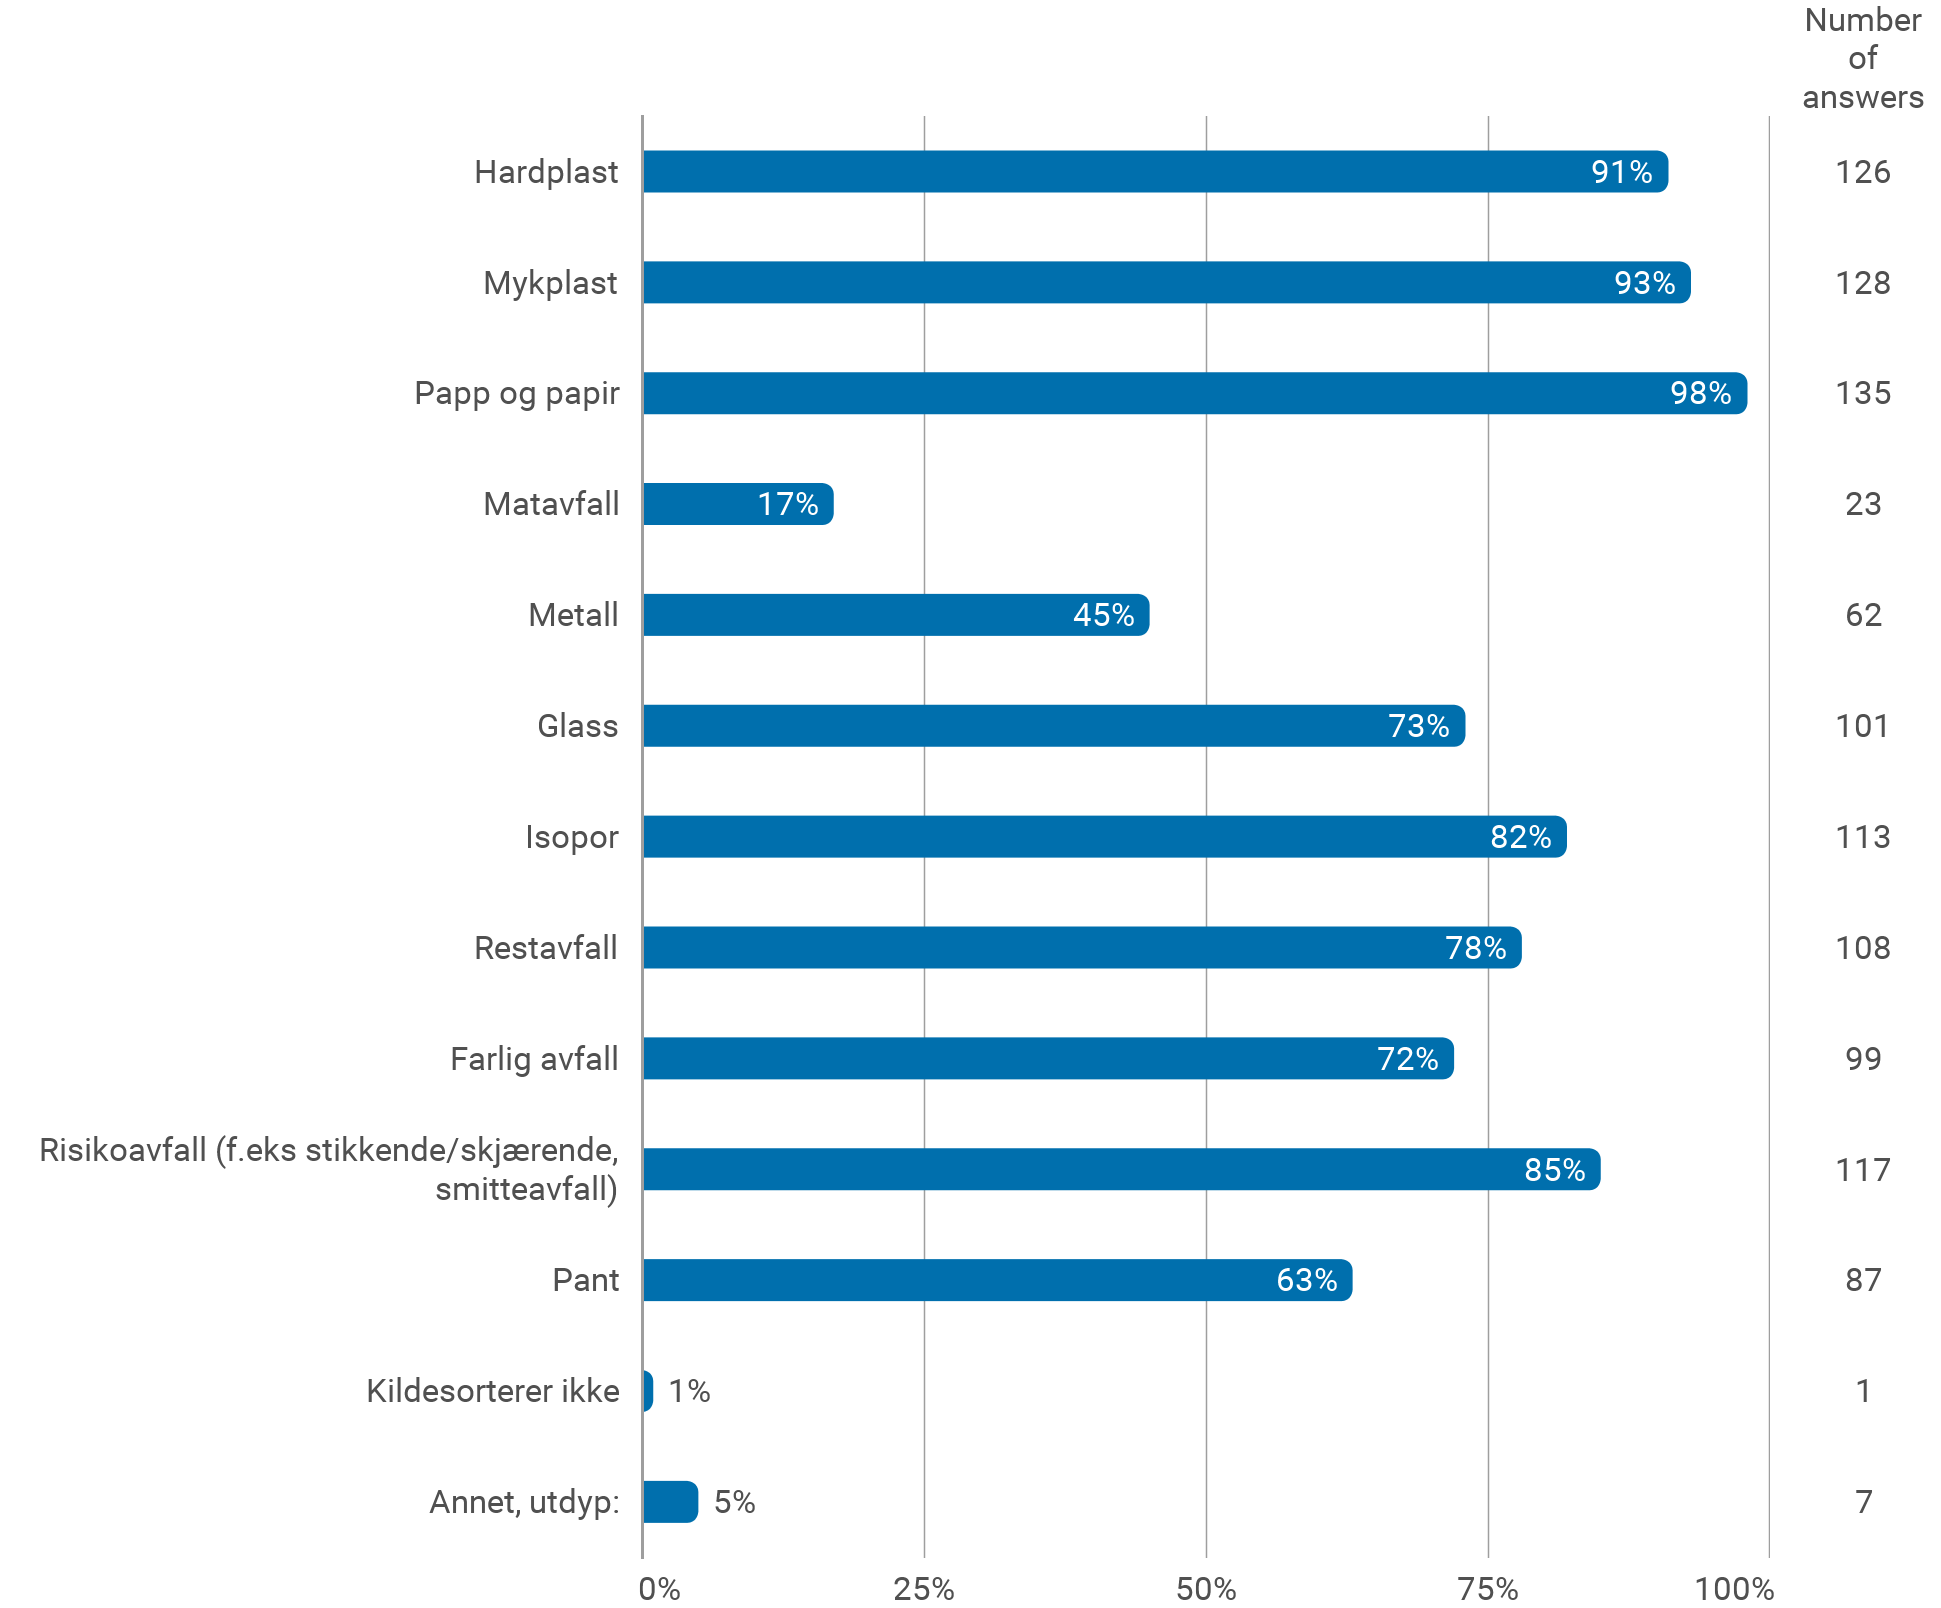 Number
of
answers
Hardplast 91% 126
Mykplast 93% 128
Papp og papir 98% 135
Matavfall 17% 23
Metall 45% 62
Glass 73% 101
Isopor 82% 113
Restavfall 78% 108
Farlig avfall 72% 99
Risikoavfall (f.eks stikkende/skjærende,
smitteavfall) 85% 117
Pant 63% 87
Kildesorterer ikke 1% 1
Annet, utdyp: 5% 7
0% 25% 50% 75% 100%